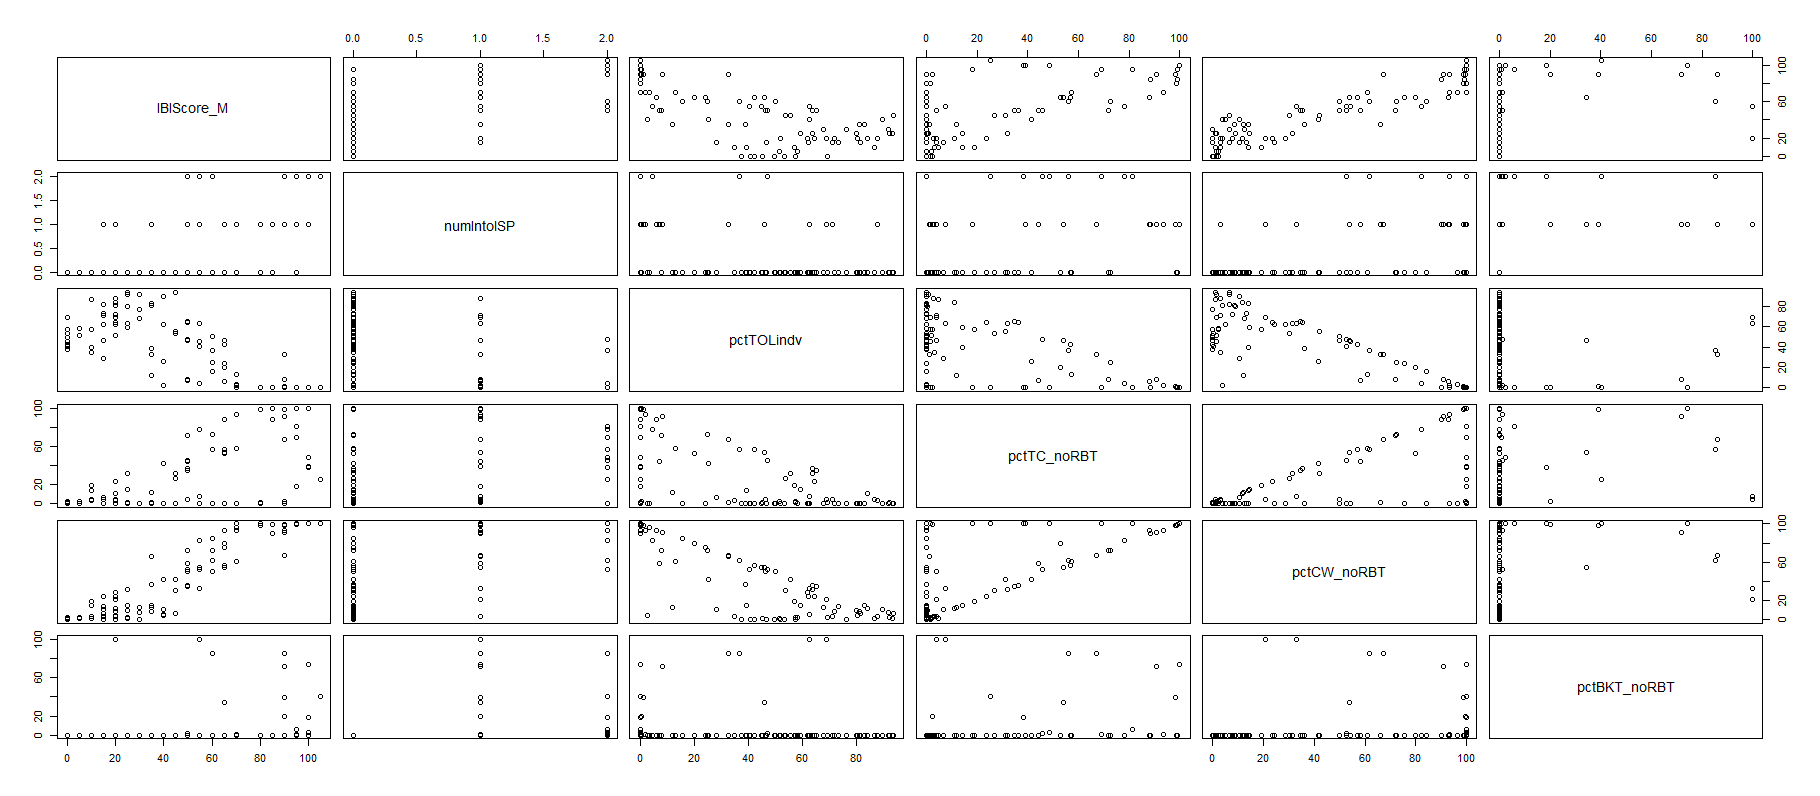 0.0 0.5 1.0 1.5 2.0 0 20 40 60 80 100 0 20 40 60 80 100
IBIScore_M 0 20 60 100
0.0 0.5 1.0 1.5 2.0 numIntolSP
pctTOLindv 0 20 40 60 80
0 20 60 100 pctTC_noRBT
pctCW_noRBT 0 20 60 100
0 20 60 100 pctBKT_noRBT
0 20 40 60 80 100 0 20 40 60 80 0 20 40 60 80 100